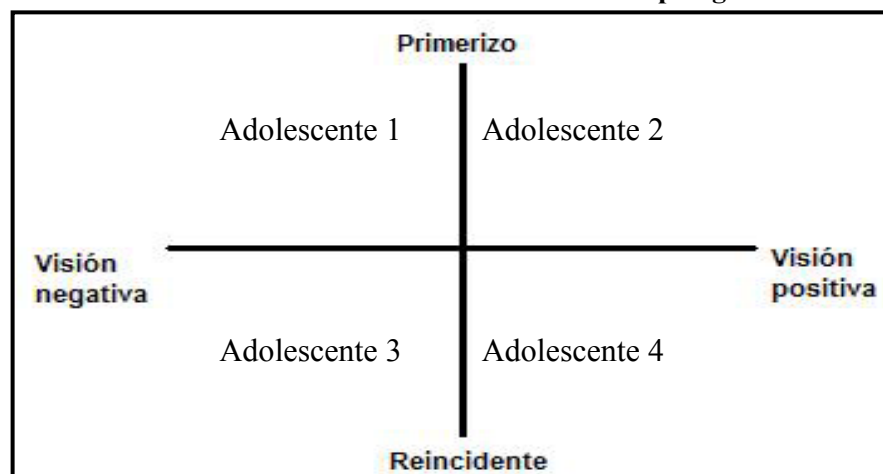 Primerizo
Adolescente 1 Adolescente 2
Visión
negativa
Visión
positiva
Adolescente 3 Adolescente 4
Reincidente